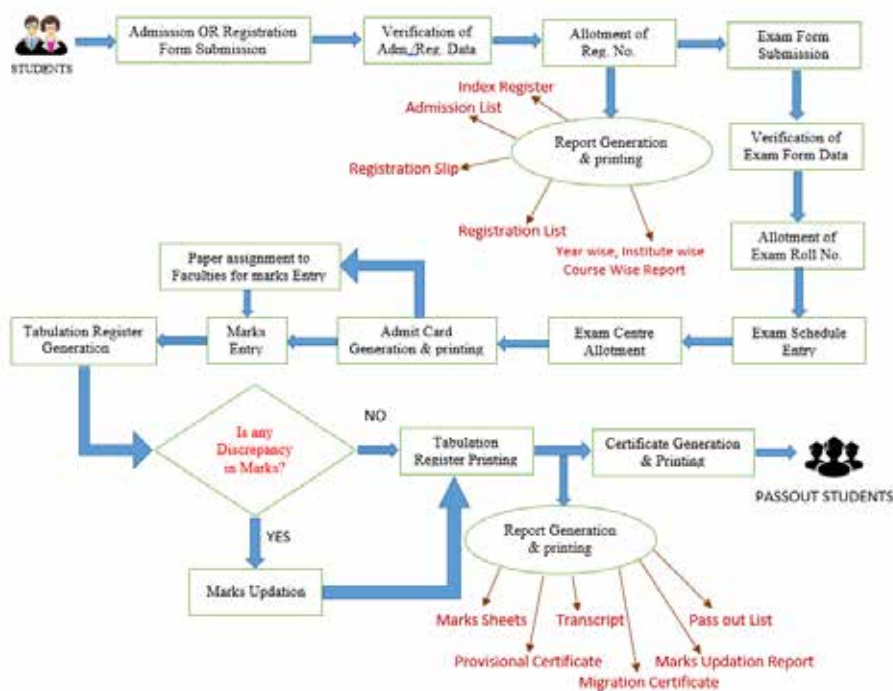 STUDENTS
Admission OR Registration
Form Submission
Verification of
Adm./Reg. Data
Allotment of
Reg. No.
Exam Form
Submission
Index Register
Admission List
Report Generation
& printing
Registration Slip
Registration List
Year wise, Institute wise
Course Wise Report
Verification of
Exam Form Data
Allotment of
Exam Roll No.
Paper assignment to
Faculties for marks Entry
Tabulation Register
Generation
Marks
Entry
Admit Card
Generation & printing
Exam Centre
Allotment
Exam Schedule
Entry
Is any
Discrepancy
in Marks?
NO
YES
Tabulation
Register Printing
Certificate Generation
& Printing
PASSOUT STUDENTS
Marks Updation
Report Generation
& printing
Marks Sheets
Transcript
Pass out List
Provisional Certificate
Marks Updation Report
Migration Certificate